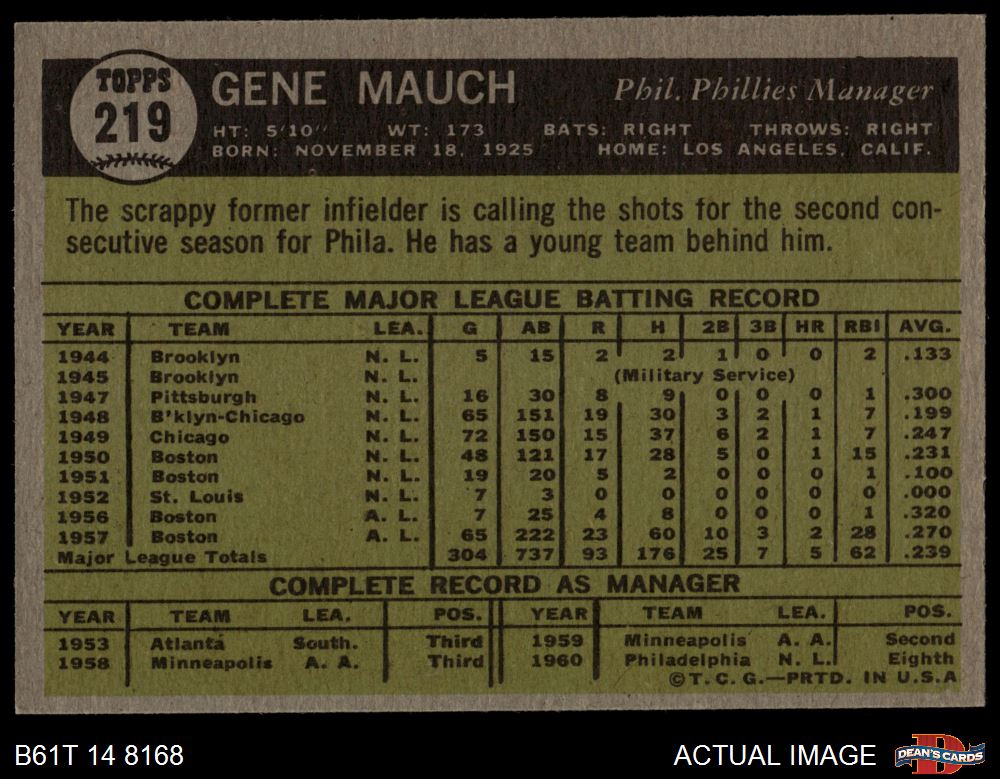 TOPPS
219
GENE MAUCH Phil. Phillies Manager
HT: 5'10" WT: 173 BATS: RIGHT THROWS: RIGHT
BORN: NOVEMBER 18, 1925 HOME: LOS ANGELES, CALIF.
The scrappy former infielder is calling the shots for the second con-
secutive season for Phila. He has a young team behind him.
COMPLETE MAJOR LEAGUE BATTING RECORD
YEAR TEAM LEA. G AB R H 2B 3B HR RBI AVG.
1944 Brooklyn N. L. 5 15 2 2 1 0 0 2 .133
1945 Brooklyn N. L. (Military Service)
1947 Pittsburgh N. L. 16 30 8 9 0 0 0 1 .300
1948 B'klyn-Chicago N. L. 65 151 19 30 3 2 1 7 .199
1949 Chicago N. L. 72 150 15 37 6 2 1 7 .247
1950 Boston N. L. 48 121 17 28 5 0 1 15 .231
1951 Boston N. L. 19 20 5 2 0 0 0 1 .100
1952 St. Louis N. L. 7 3 0 0 0 0 0 0 .000
1956 Boston A. L. 7 25 4 8 0 0 0 1 .320
1957 Boston A. L. 65 222 23 60 10 3 2 28 .270
Major League Totals 304 737 93 176 25 7 5 62 .239
COMPLETE RECORD AS MANAGER
YEAR TEAM LEA. POS. YEAR TEAM LEA. POS.
1953 Atlanta South. Third 1959 Minneapolis A. A. Second
1958 Minneapolis A. A. Third 1960 Philadelphia N. L. Eighth
©T. C. G.—PRTD. IN U.S.A
B61T 14 8168 ACTUAL IMAGE DEAN'S CARDS